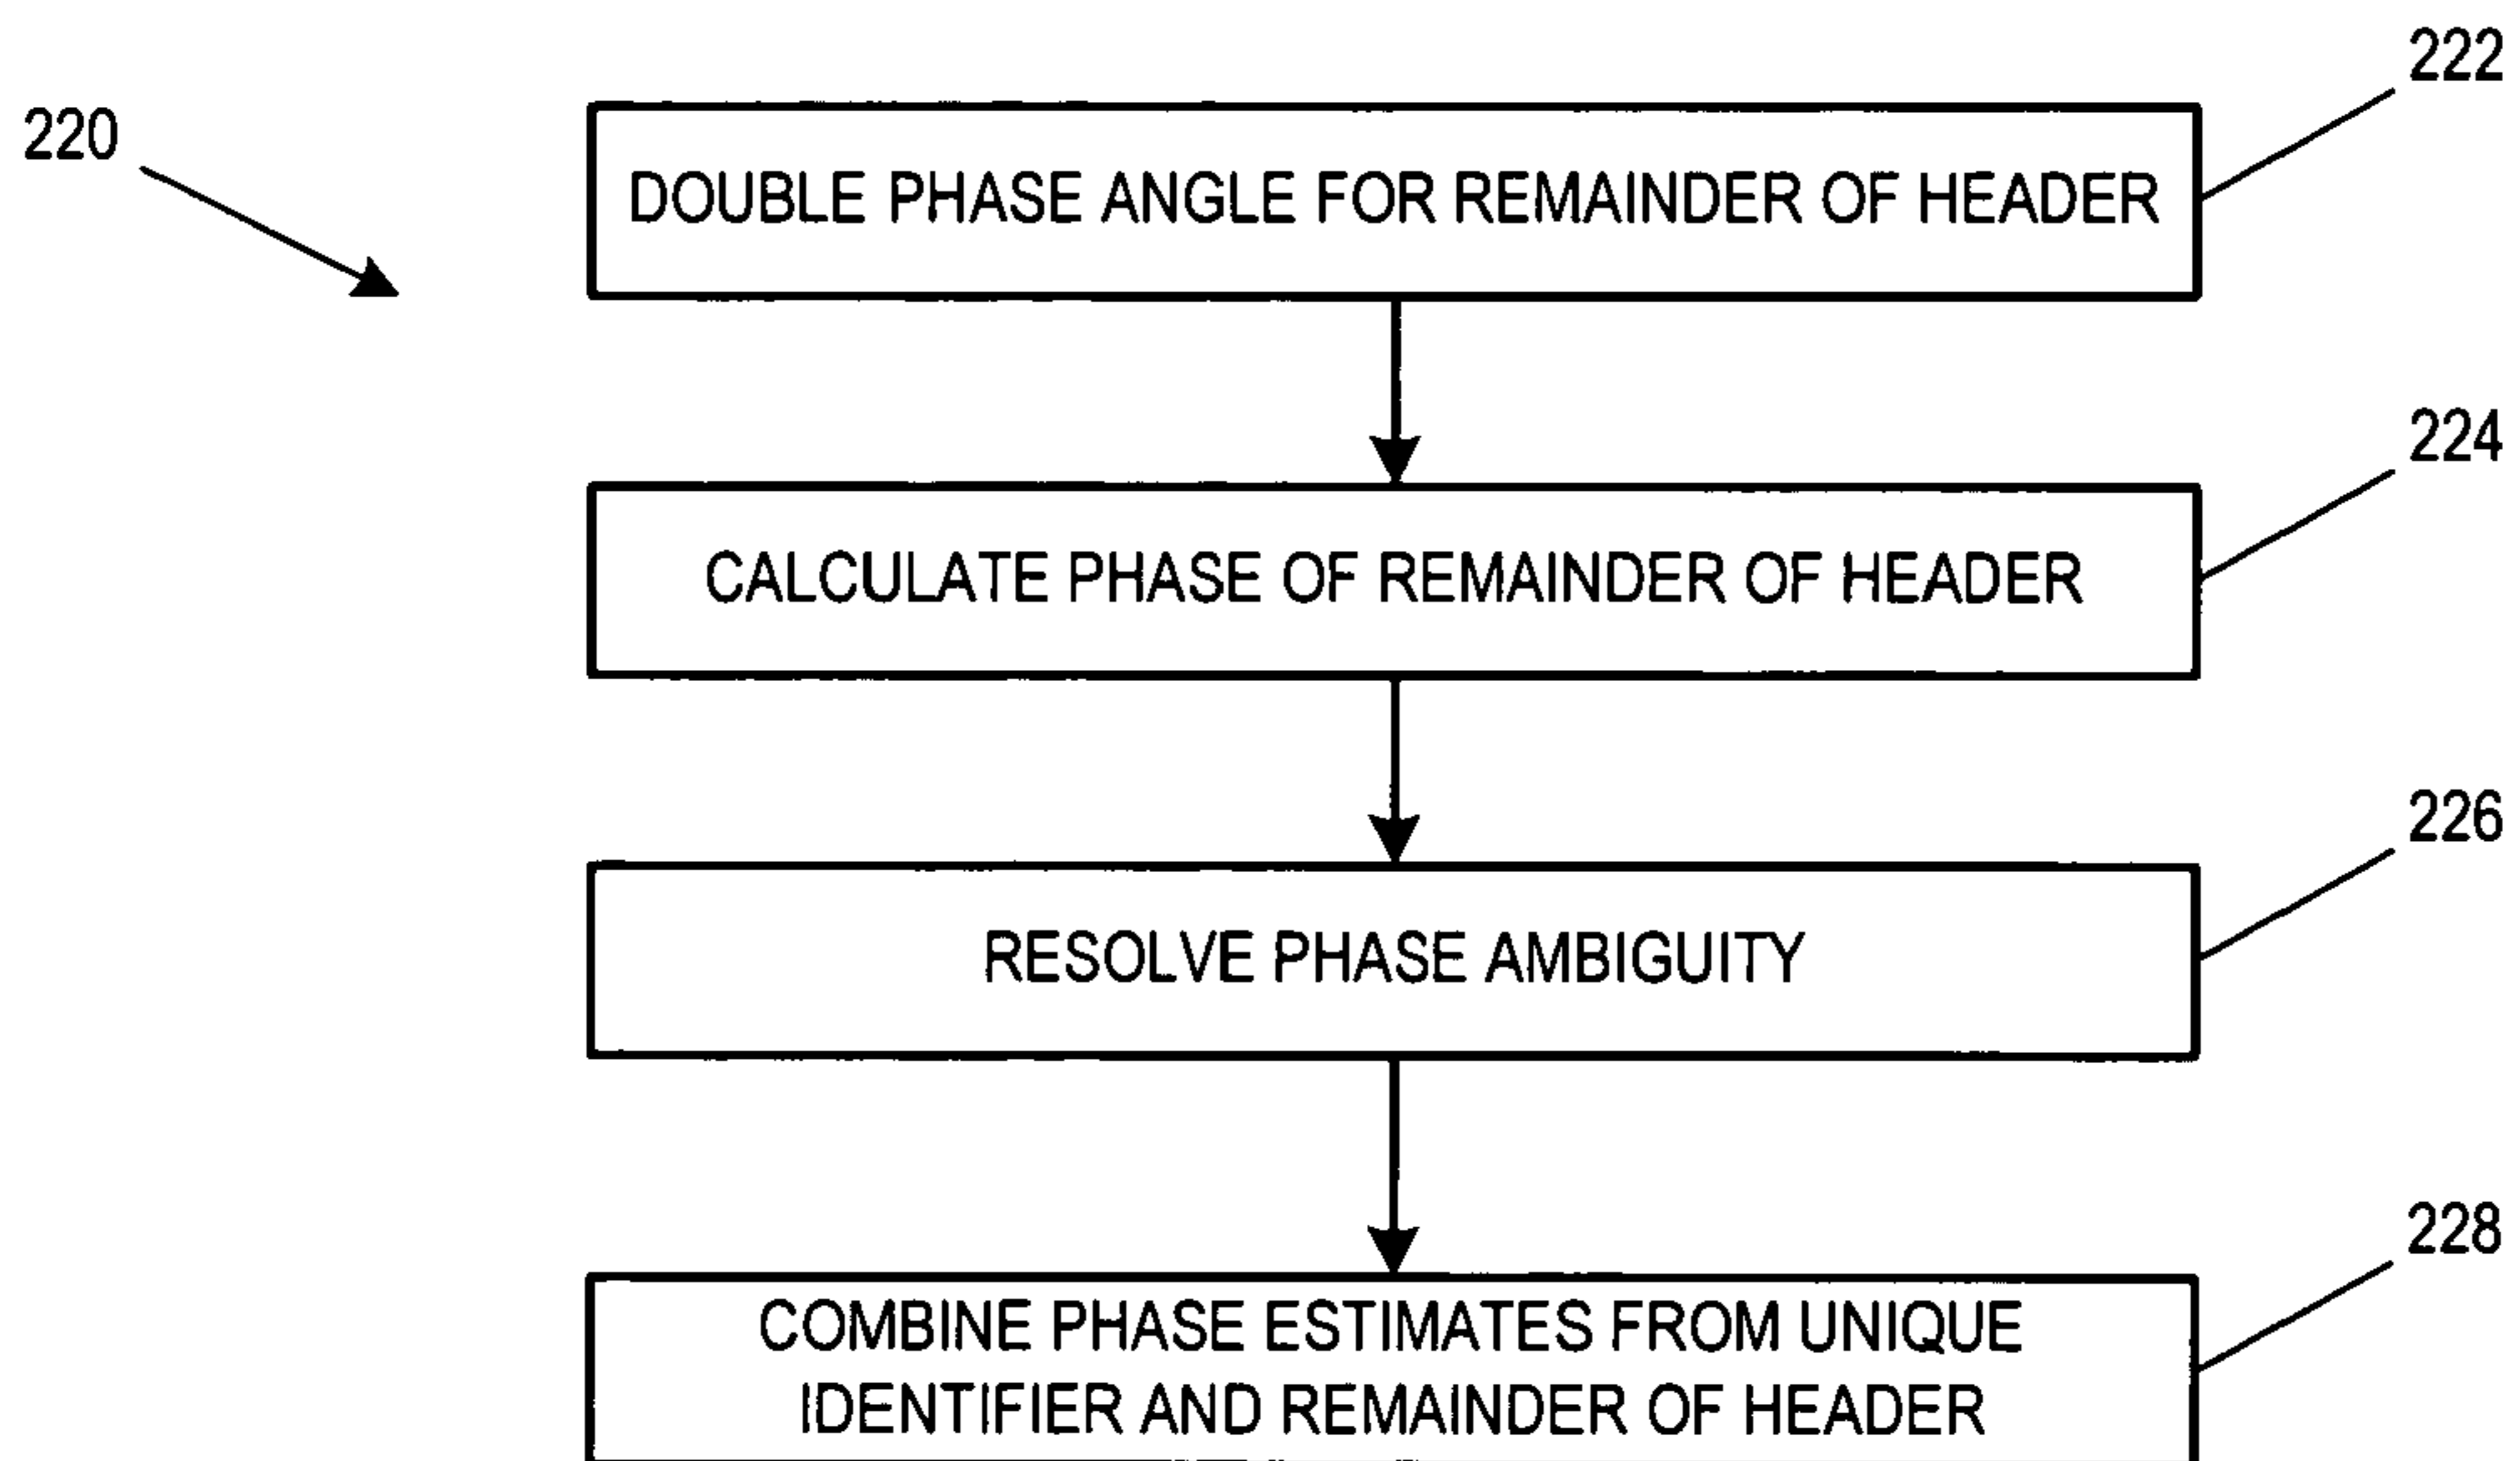 222
220
DOUBLE PHASE ANGLE FOR REMAINDER OF HEADER
224
CALCULATE PHASE OF REMAINDER OF HEADER
226
RESOLVE PHASE AMBIGUITY
228
COMBINE PHASE ESTIMATES FROM UNIQUE
IDENTIFIER AND REMAINDER OF HEADER